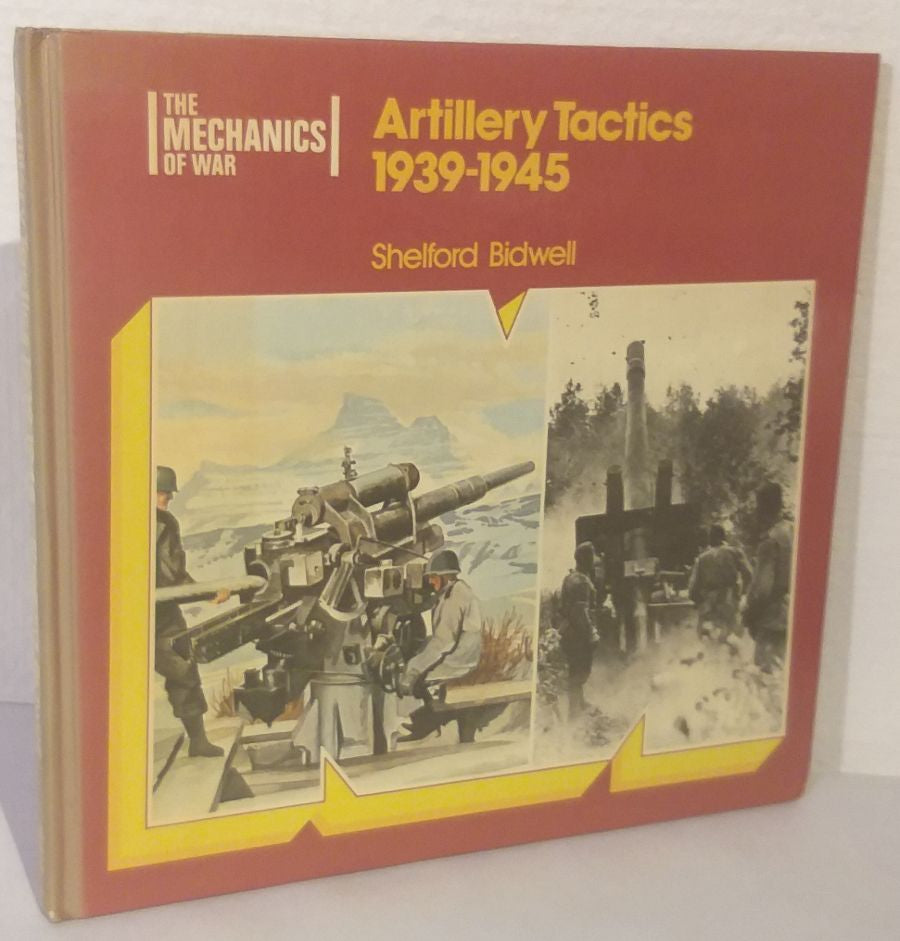 THE
MECHANICS
OF WAR
Artillery Tactics
1939-1945
Shelford Bidwell